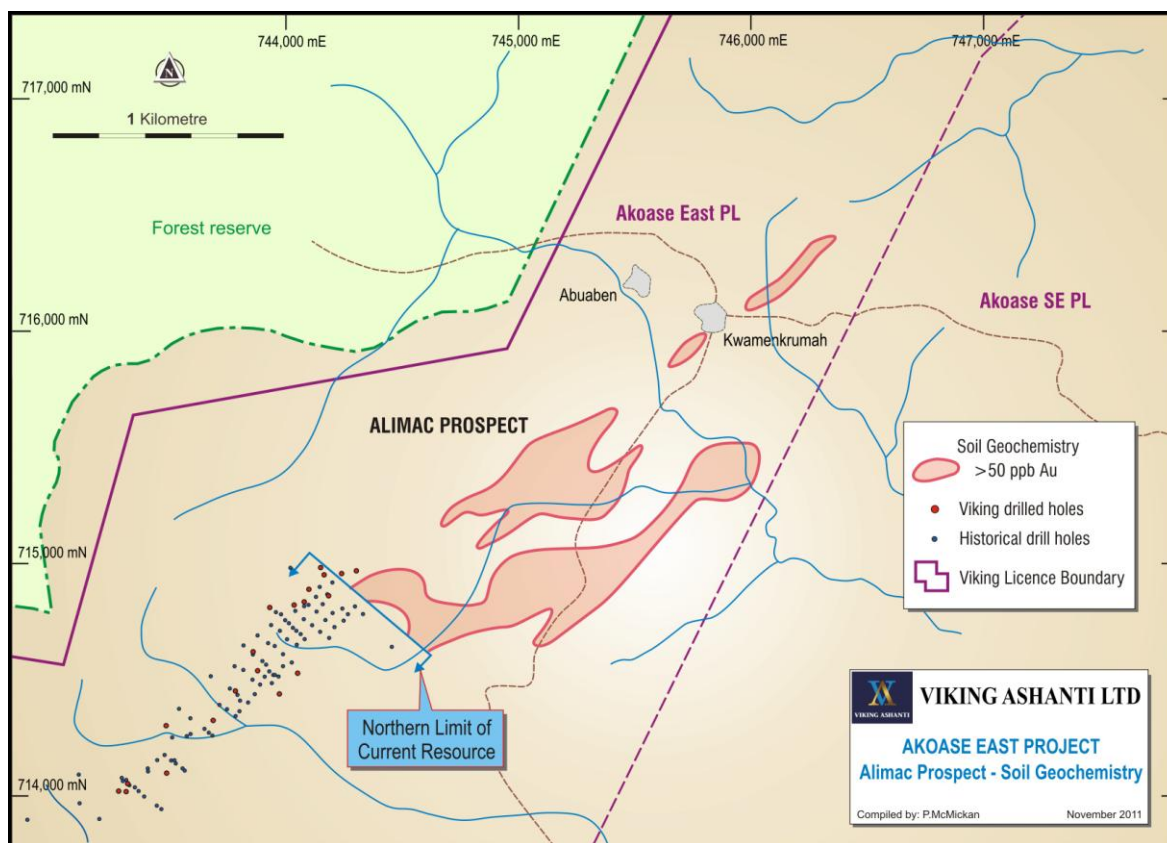 744,000 mE
745,000 mE
746,000 mE
747,000 mE
717,000 mN
N
1 Kilometre
Akoase East PL
Forest reserve
Abuaben
Akoase SE PL
716,000 mN
Kwamenkrumah
ALIMAC PROSPECT
Soil Geochemistry
>50 ppb Au
Viking drilled holes
Historical drill holes
Viking Licence Boundary
715,000 mN
Northern Limit of
Current Resource
714,000 mN
VIKING ASHANTI
VIKING ASHANTI LTD
AKOASE EAST PROJECT
Alimac Prospect - Soil Geochemistry
Compiled by: P.McMickan
November 2011